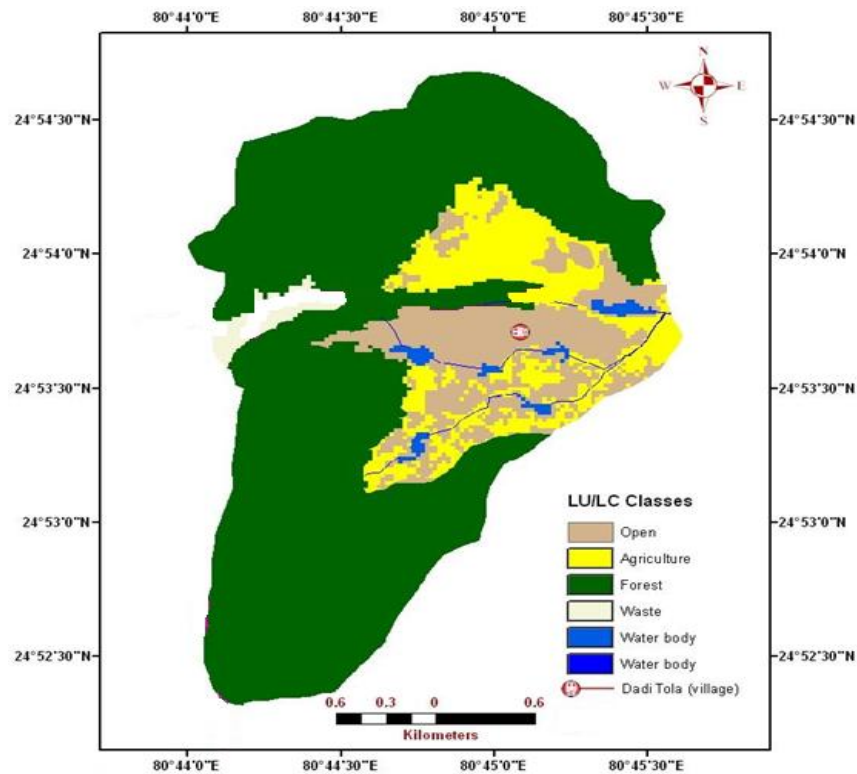 80°44'0"E 80°44'30"E 80°45'0"E 80°45'30"E
N
W E
S
24°54'30"N 24°54'30"N
24°54'0"N 24°54'0"N
24°53'30"N 24°53'30"N
24°53'0"N 24°53'0"N
24°52'30"N 24°52'30"N
LU/LC Classes
Open
Agriculture
Forest
Waste
Water body
Water body
Dadi Tola (village)
0.6 0.3 0 0.6
Kilometers
80°44'0"E 80°44'30"E 80°45'0"E 80°45'30"E